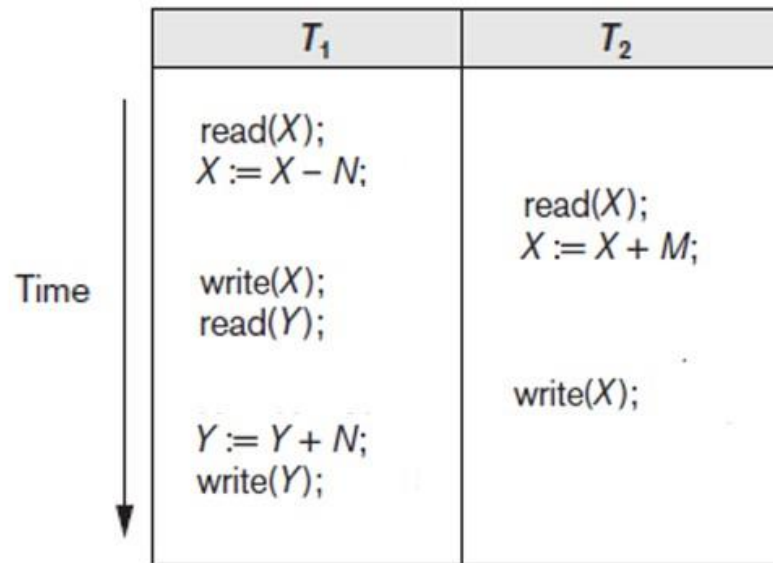 T₁ T₂
read(X);
X := X – N;
read(X);
X := X + M;
Time
write(X);
read(Y);
write(X);
Y := Y + N;
write(Y);